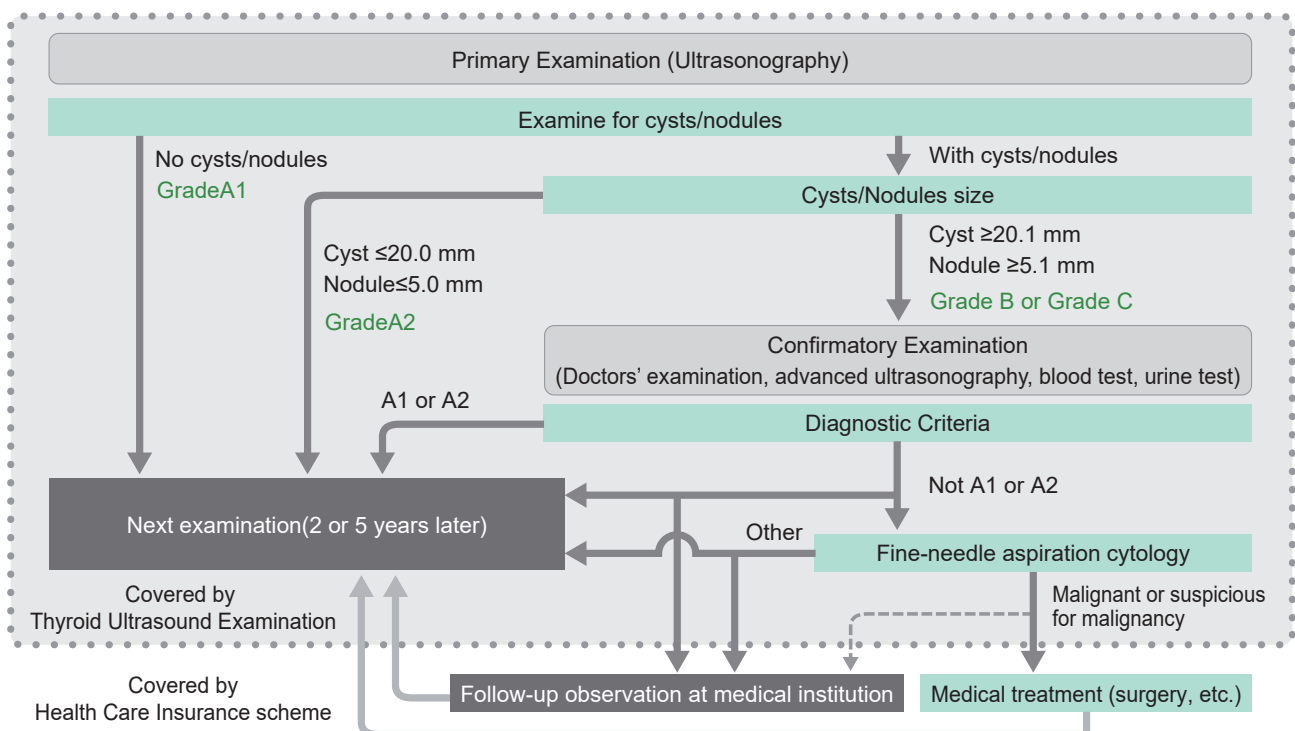 Primary Examination (Ultrasonography)
Examine for cysts/nodules
No cysts/nodules
GradeA1
With cysts/nodules
Cysts/Nodules size
Cyst ≤20.0 mm
Nodule≤5.0 mm
GradeA2
Cyst ≥20.1 mm
Nodule ≥5.1 mm
Grade B or Grade C
Confirmatory Examination
(Doctors’ examination, advanced ultrasonography, blood test, urine test)
A1 or A2
Diagnostic Criteria
Not A1 or A2
Next examination(2 or 5 years later)
Other
Fine-needle aspiration cytology
Covered by
Thyroid Ultrasound Examination
Malignant or suspicious
for malignancy
Covered by
Health Care Insurance scheme
Follow-up observation at medical institution
Medical treatment (surgery, etc.)